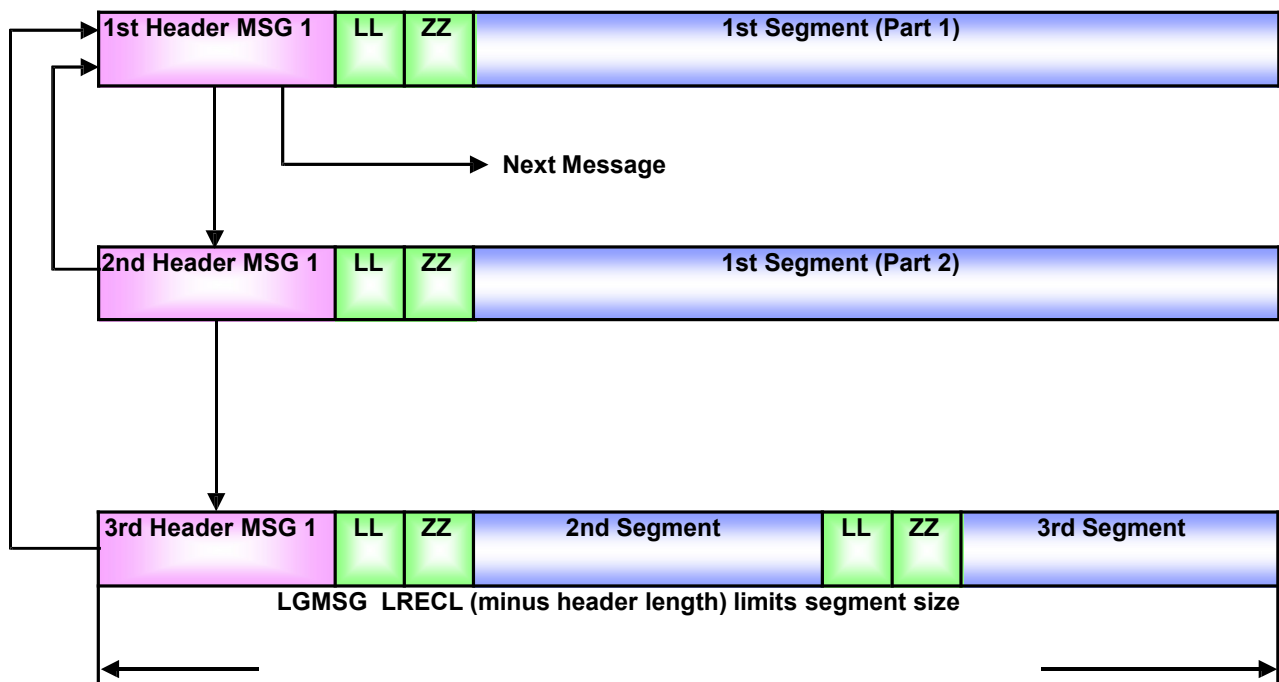 1st Header MSG 1 LL ZZ 1st Segment (Part 1)
Next Message
2nd Header MSG 1 LL ZZ 1st Segment (Part 2)
3rd Header MSG 1 LL ZZ 2nd Segment LL ZZ 3rd Segment
LGMSG LRECL (minus header length) limits segment size